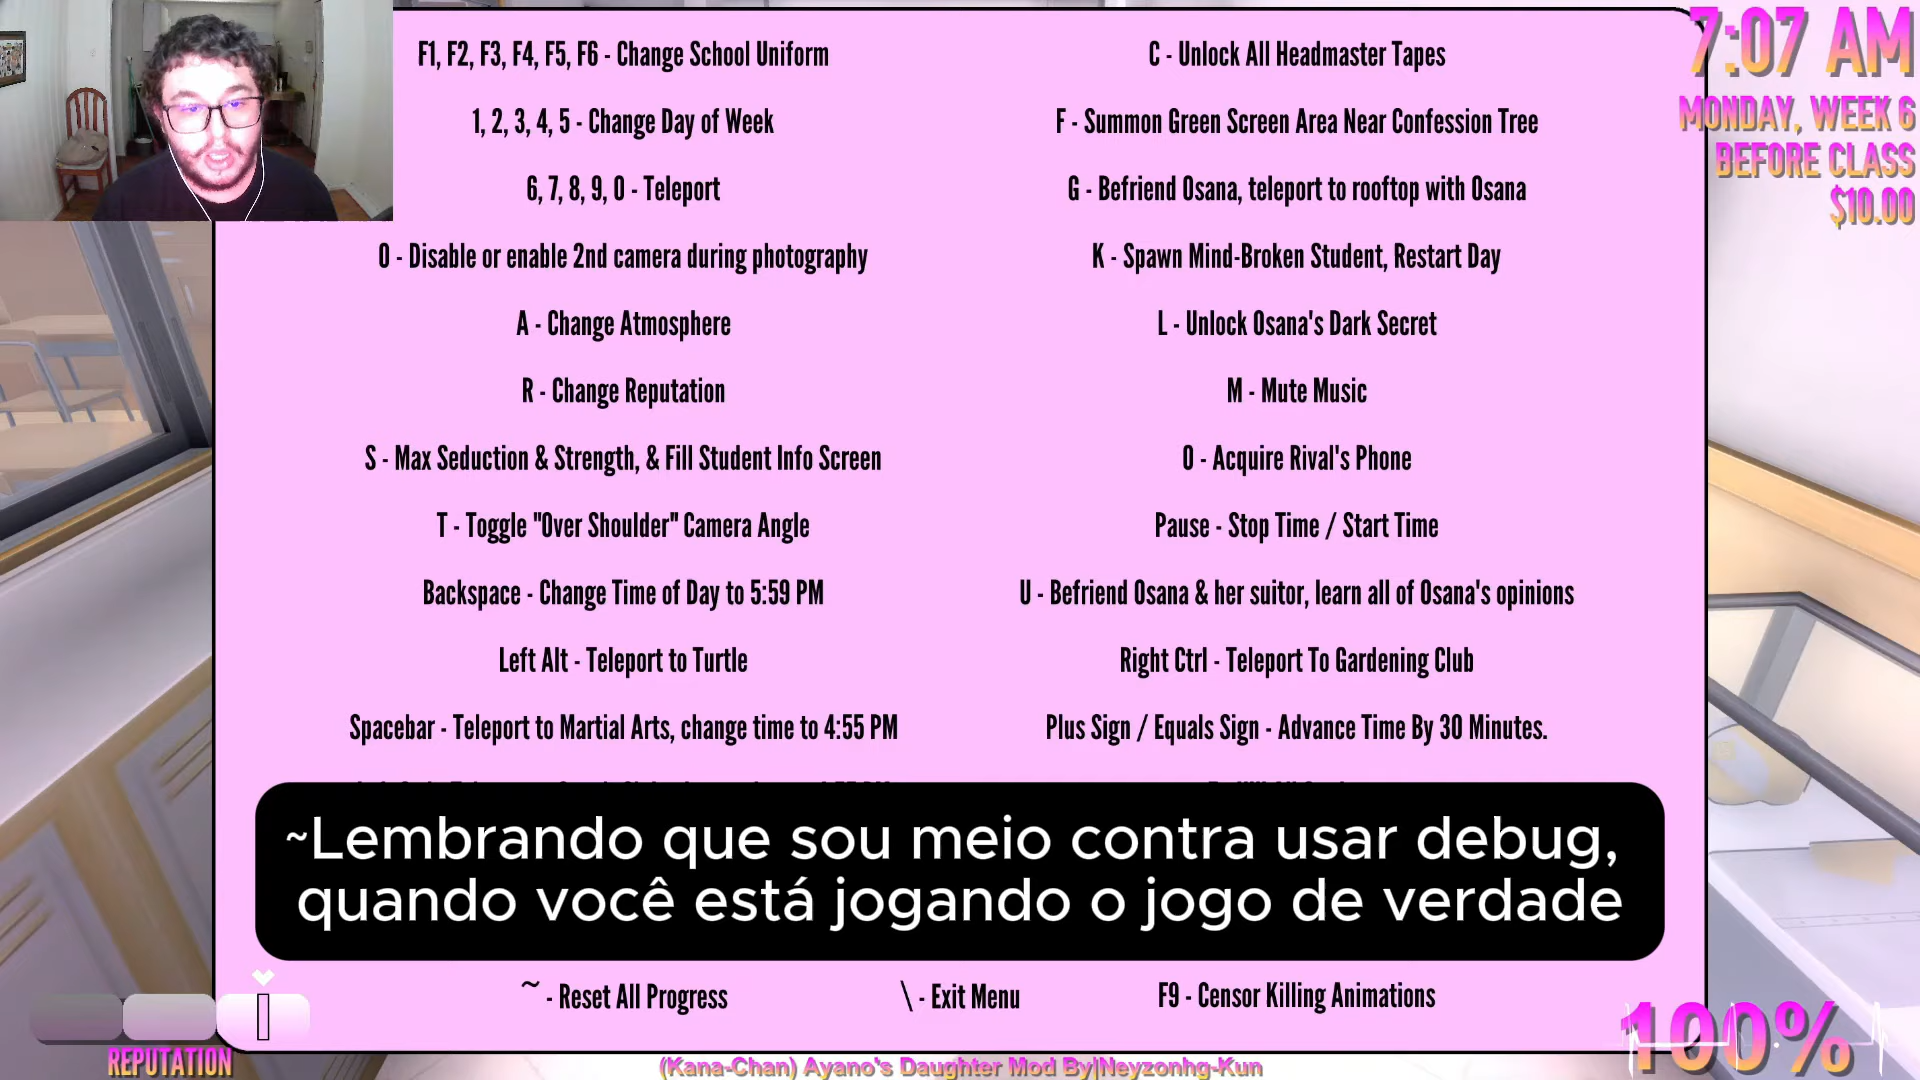 F1, F2, F3, F4, F5, F6 - Change School Uniform
1, 2, 3, 4, 5 - Change Day of Week
6, 7, 8, 9, 0 - Teleport
0 - Disable or enable 2nd camera during photography
A - Change Atmosphere
R - Change Reputation
S - Max Seduction & Strength, & Fill Student Info Screen
T - Toggle "Over Shoulder" Camera Angle
Backspace - Change Time of Day to 5:59 PM
Left Alt - Teleport to Turtle
Spacebar - Teleport to Martial Arts, change time to 4:55 PM
C - Unlock All Headmaster Tapes
F - Summon Green Screen Area Near Confession Tree
G - Befriend Osana, teleport to rooftop with Osana
K - Spawn Mind-Broken Student, Restart Day
L - Unlock Osana's Dark Secret
M - Mute Music
O - Acquire Rival's Phone
Pause - Stop Time / Start Time
U - Befriend Osana & her suitor, learn all of Osana's opinions
Right Ctrl - Teleport To Gardening Club
Plus Sign / Equals Sign - Advance Time By 30 Minutes.
7:07 AM
MONDAY, WEEK 6
BEFORE CLASS
$10.00
~Lembrando que sou meio contra usar debug,
quando você está jogando o jogo de verdade
~ - Reset All Progress
\ - Exit Menu
F9 - Censor Killing Animations
REPUTATION
100%
(Kana-Chan) Ayano's Daughter Mod By|Neyzonhg-Kun